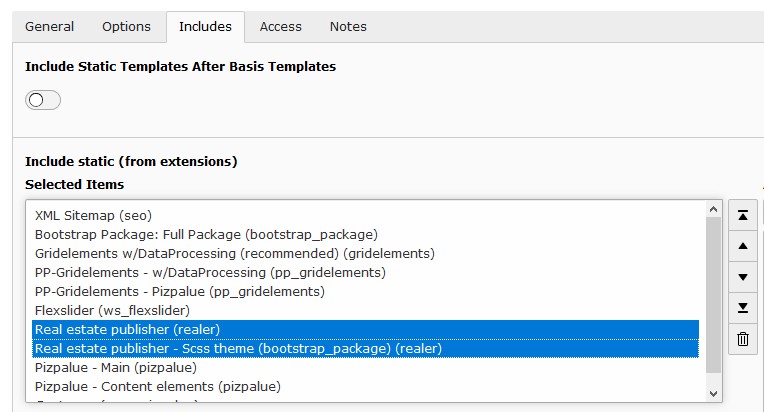 General Options Includes Access Notes
Include Static Templates After Basis Templates
Include static (from extensions)
Selected Items
XML Sitemap (seo)
Bootstrap Package: Full Package (bootstrap_package)
Gridelements w/DataProcessing (recommended) (gridelements)
PP-Gridelements - w/DataProcessing (pp_gridelements)
PP-Gridelements - Pizpalue (pp_gridelements)
Flexslider (ws_flexslider)
Real estate publisher (realer)
Real estate publisher - Scss theme (bootstrap_package) (realer)
Pizpalue - Main (pizpalue)
Pizpalue - Content elements (pizpalue)